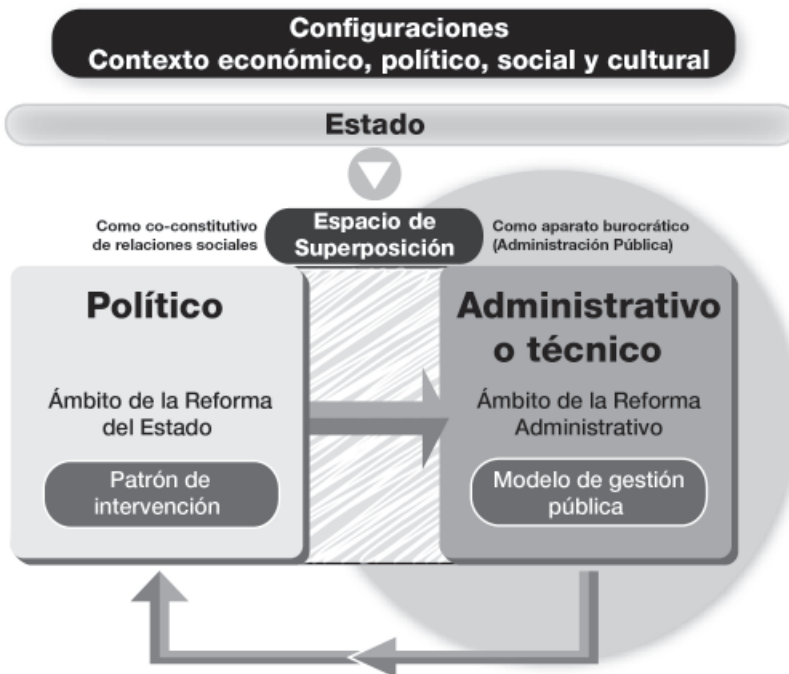 Configuraciones
Contexto económico, político, social y cultural
Estado
Como co-constitutivo
de relaciones sociales
Espacio de
Superposición
Como aparato burocrático
(Administración Pública)
Político
Ámbito de la Reforma
del Estado
Patrón de
intervención
Administrativo
o técnico
Ámbito de la Reforma
Administrativo
Modelo de gestión
pública